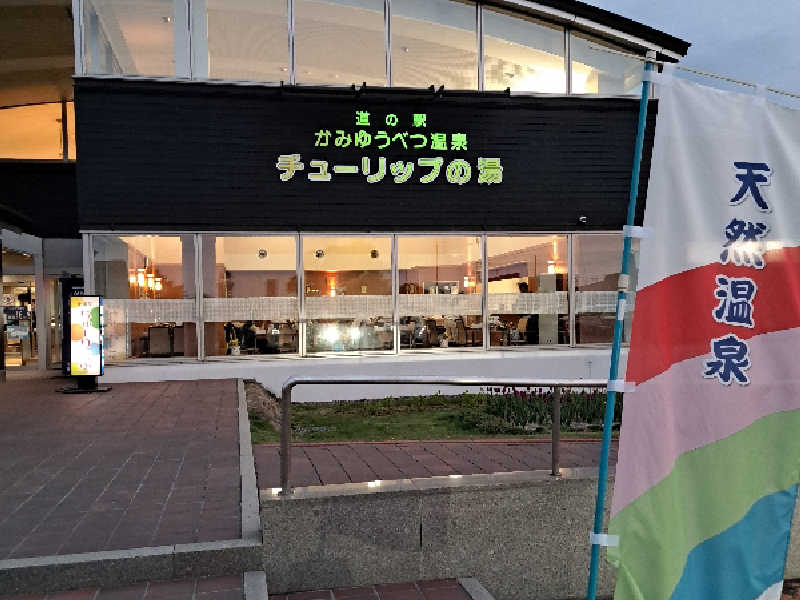 道の駅
かみゆうべつ温泉
チューリップの湯
天然温泉